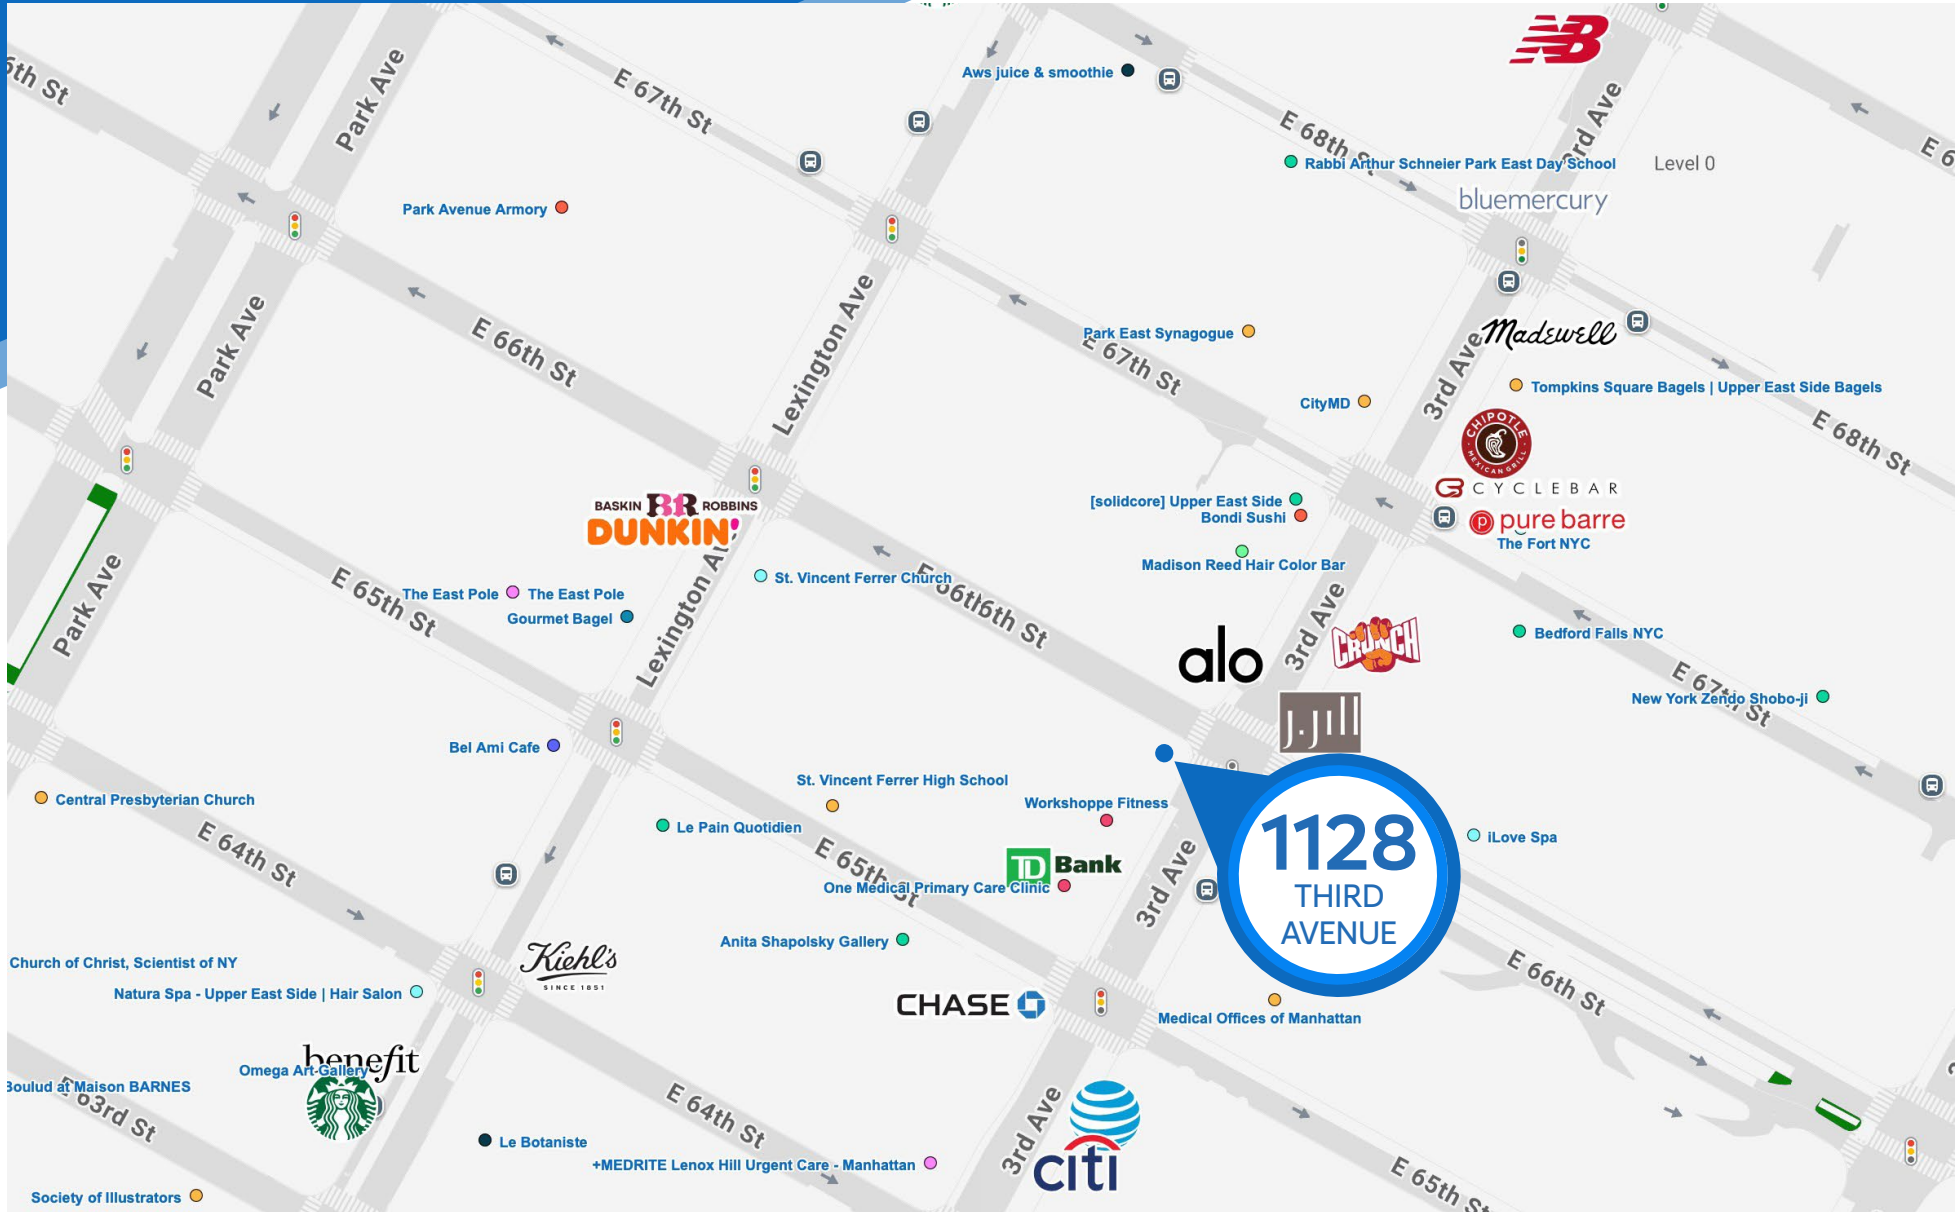 Aws juice & smoothie
E 67th St
Park Ave
6th St
E 68th St
3rd Ave
Rabbi Arthur Schneier Park East Day School
Level 0
E 6
bluemercury
Park Avenue Armory
Park Ave
E 66th St
Lexington Ave
Park East Synagogue
E 67th St
Madewell
3rd Ave
Tompkins Square Bagels | Upper East Side Bagels
CityMD
CHIPOTLE
MEXICAN GRILL
E 68th St
CYCLEBAR
pure barre
The Fort NYC
[solidcore] Upper East Side
Bondi Sushi
Madison Reed Hair Color Bar
BASKIN BR ROBBINS
DUNKIN'
Lexington Ave
St. Vincent Ferrer Church
E 66th St
Park Ave
E 65th St
The East Pole
The East Pole
Gourmet Bagel
alo
3rd Ave
CRUNCH
Bedford Falls NYC
E 67th St
New York Zendo Shobo-ji
J.Jill
Bel Ami Cafe
Central Presbyterian Church
E 64th St
St. Vincent Ferrer High School
Le Pain Quotidien
Workshoppe Fitness
E 65th St
TD Bank
One Medical Primary Care Clinic
3rd Ave
1128
THIRD
AVENUE
iLove Spa
Anita Shapolsky Gallery
Church of Christ, Scientist of NY
Natura Spa - Upper East Side | Hair Salon
Kiehl's
SINCE 1851
CHASE
Medical Offices of Manhattan
E 66th St
benefit
Omega Art Gallery
Boulud at Maison BARNES
E 63rd St
Le Botaniste
E 64th St
+MEDRITE Lenox Hill Urgent Care - Manhattan
3rd Ave
citi
E 65th St
Society of Illustrators